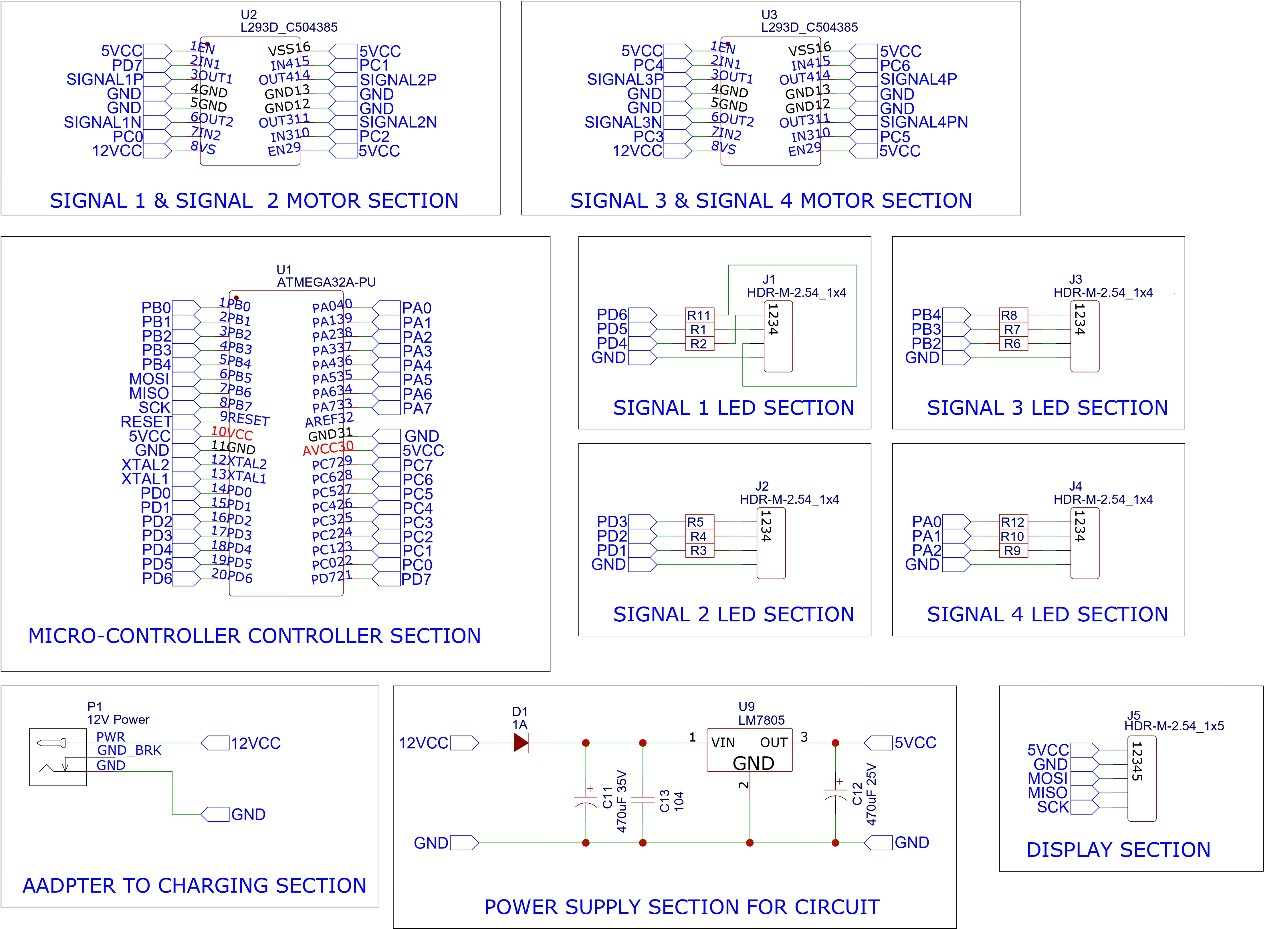 U2
L293D_C504385
5VCC 1EN VSS16 5VCC
PD7 2IN1 IN415 PC1
SIGNAL1P 3OUT1 OUT414 SIGNAL2P
GND 4GND GND13 GND
GND 5GND GND12 GND
SIGNAL1N 6OUT2 OUT311 SIGNAL2N
PC0 7IN2 IN310 PC2
12VCC 8VS EN29 5VCC
SIGNAL 1 & SIGNAL 2 MOTOR SECTION
U3
L293D_C504385
5VCC 1EN VSS16 5VCC
PC4 2IN1 IN415 PC6
SIGNAL3P 3OUT1 OUT414 SIGNAL4P
GND 4GND GND13 GND
GND 5GND GND12 GND
SIGNAL3N 6OUT2 OUT311 SIGNAL4PN
PC3 7IN2 IN310 PC5
12VCC 8VS EN29 5VCC
SIGNAL 3 & SIGNAL 4 MOTOR SECTION
U1
ATMEGA32A-PU
PB0 1PB0 PA040 PA0
PB1 2PB1 PA139 PA1
PB2 3PB2 PA238 PA2
PB3 4PB3 PA337 PA3
PB4 5PB4 PA436 PA4
MOSI 6PB5 PA535 PA5
MISO 7PB6 PA634 PA6
SCK 8PB7 PA733 PA7
RESET 9RESET AREF32
5VCC 10VCC GND31 GND
GND 11GND AVCC30 5VCC
XTAL2 12XTAL2 PC729 PC7
XTAL1 13XTAL1 PC628 PC6
PD0 14PD0 PC527 PC5
PD1 15PD1 PC426 PC4
PD2 16PD2 PC325 PC3
PD3 17PD3 PC224 PC2
PD4 18PD4 PC123 PC1
PD5 19PD5 PC022 PC0
PD6 20PD6 PD721 PD7
MICRO-CONTROLLER CONTROLLER SECTION
J1
HDR-M-2.54_1x4
PD6 R11
PD5 R1
PD4 R2
GND
1234
SIGNAL 1 LED SECTION
J3
HDR-M-2.54_1x4
PB4 R8
PB3 R7
PB2 R6
GND
1234
SIGNAL 3 LED SECTION
J2
HDR-M-2.54_1x4
PD3 R5
PD2 R4
PD1 R3
GND
1234
SIGNAL 2 LED SECTION
J4
HDR-M-2.54_1x4
PA0 R12
PA1 R10
PA2 R9
GND
1234
SIGNAL 4 LED SECTION
P1
12V Power
PWR 12VCC
GND_BRK
GND
GND
AADPTER TO CHARGING SECTION
D1
1A
U9
LM7805
12VCC 1 VIN OUT 3 5VCC
GND
2
C11
470uF 35V
C13
104
C12
470uF 25V
GND GND
POWER SUPPLY SECTION FOR CIRCUIT
J5
HDR-M-2.54_1x5
5VCC
GND
MOSI
MISO
SCK
12345
DISPLAY SECTION